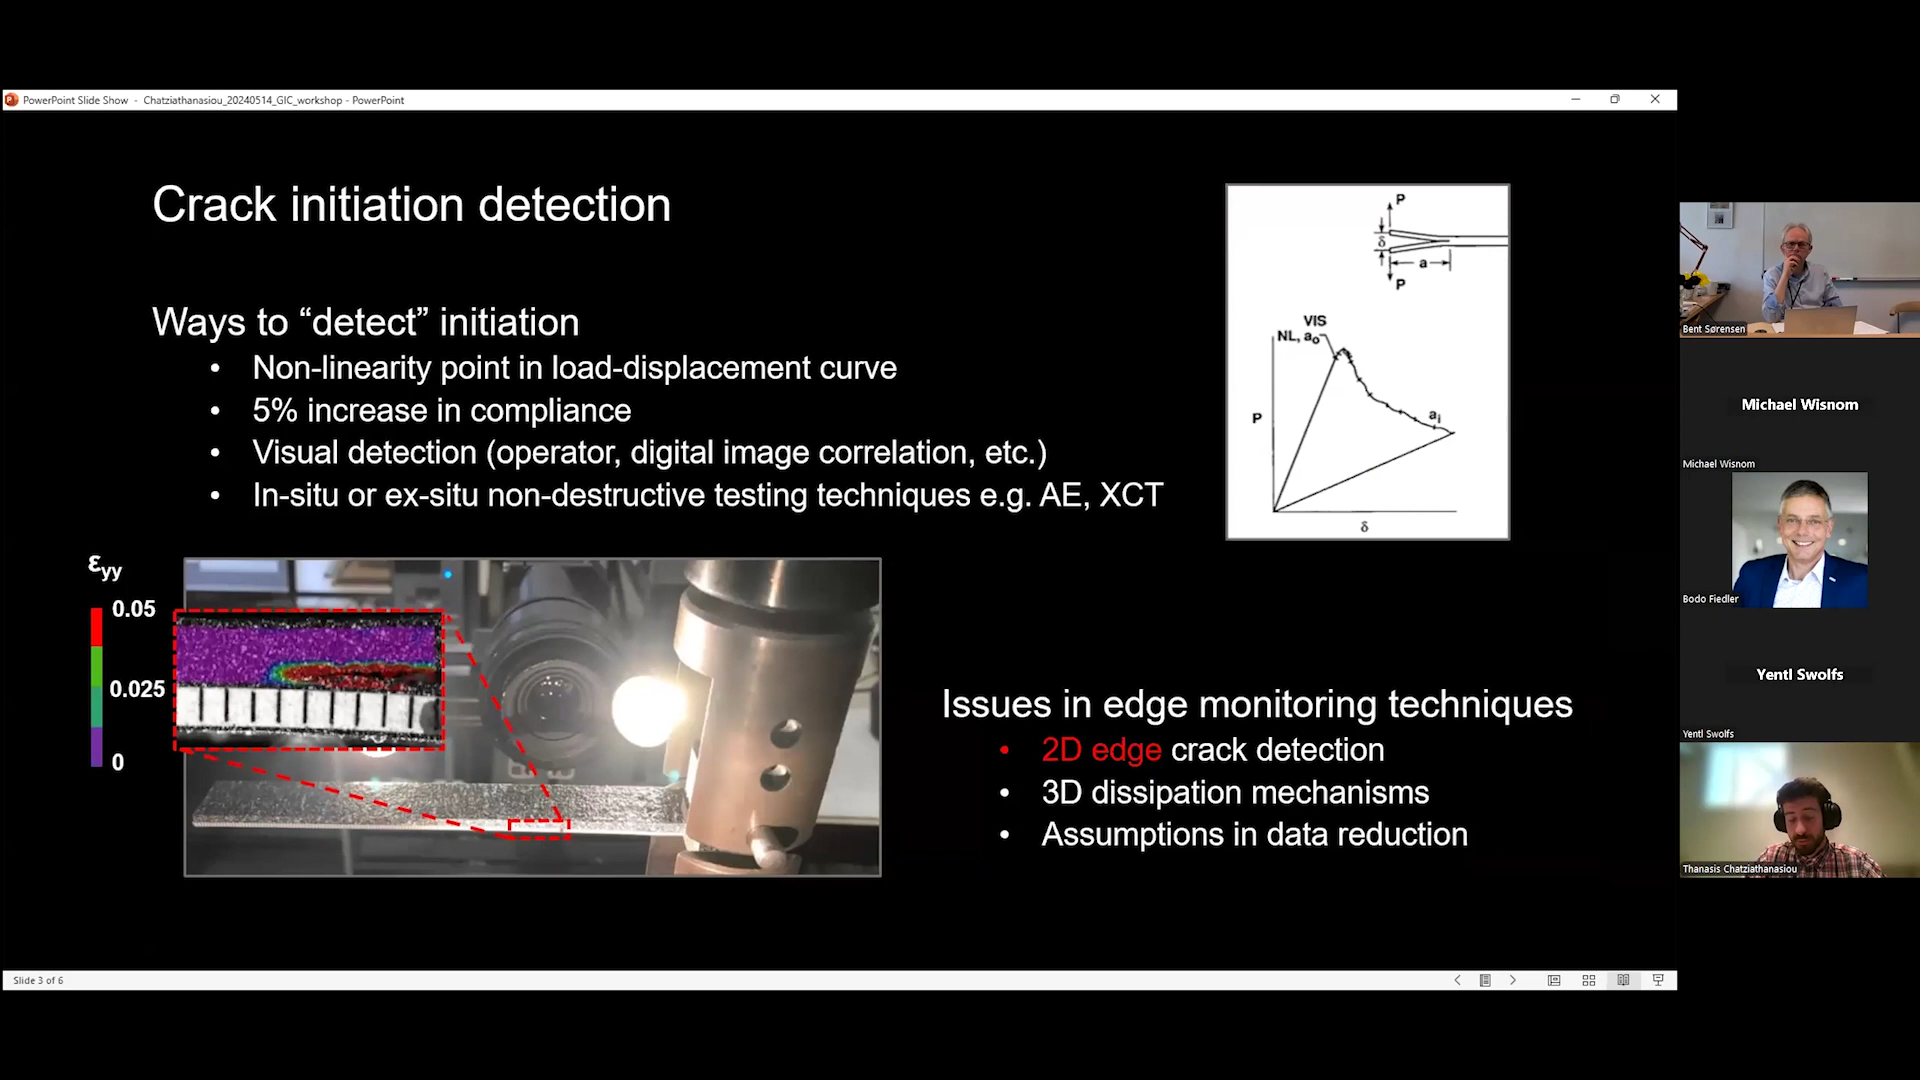 PowerPoint Slide Show - Chatziathanasiou_20240514_GIC_workshop - PowerPoint
Crack initiation detection
Ways to “detect” initiation
• Non-linearity point in load-displacement curve
• 5% increase in compliance
• Visual detection (operator, digital image correlation, etc.)
• In-situ or ex-situ non-destructive testing techniques e.g. AE, XCT
P
δ
a
P
VIS
NL, a₀
P
aᵢ
δ
εyy
0.05
0.025
0
Issues in edge monitoring techniques
• 2D edge crack detection
• 3D dissipation mechanisms
• Assumptions in data reduction
Slide 3 of 6
Bent Sørensen
Michael Wisnom
Michael Wisnom
Bodo Fiedler
Yentl Swolfs
Yentl Swolfs
Thanasis Chatziathanasiou